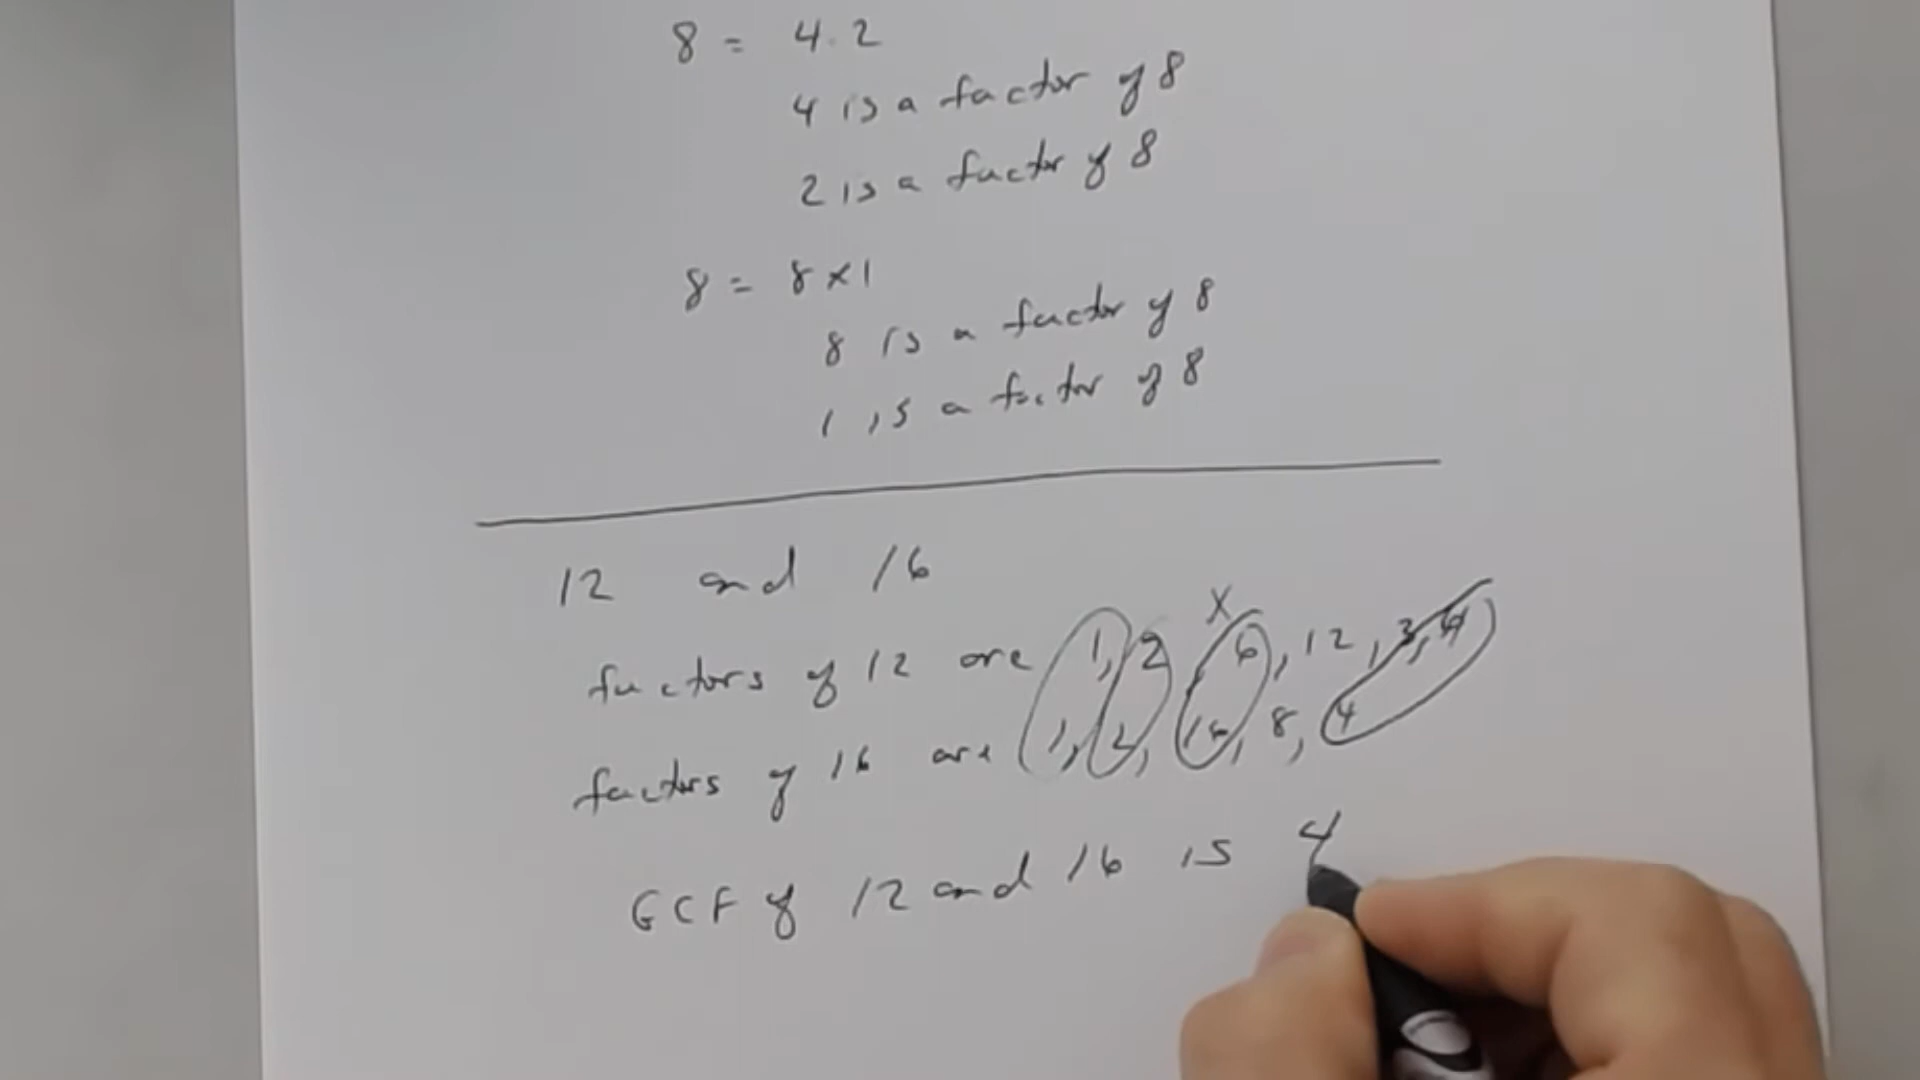 8 = 4.2
4 is a factor of 8
2 is a factor of 8
8 = 8 x 1
8 is a factor of 8
1 is a factor of 8
12 and 16
X
factors of 12 are 1, 2 6, 12, 3, 4
factors of 16 are 1, 2, 16, 8, 4
GCF of 12 and 16 is 4